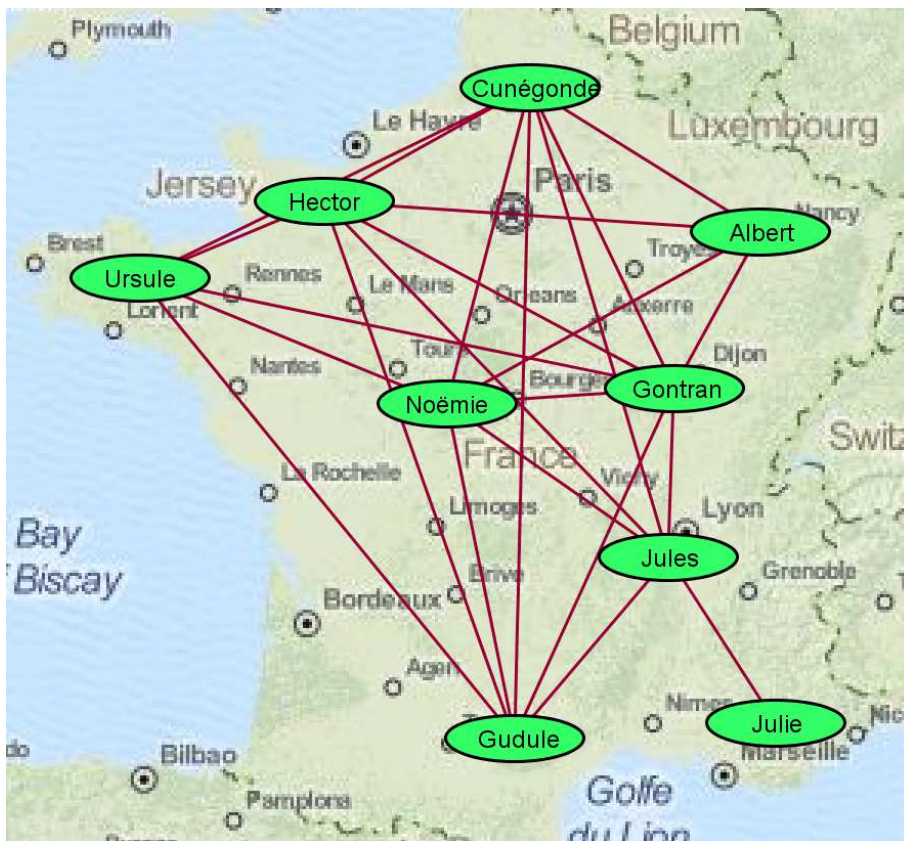 Plymouth
Belgium
Cunégonde
Le Havre
Luxembourg
Jersey
Paris
Hector
Nancy
Albert
Brest
Troyes
Ursule
Rennes
Le Mans
Orleans
Auxerre
Lorient
Tours
Dijon
Nantes
Bourges
Gontran
Noëmie
France
Switz
La Rochelle
Vichy
Limoges
Lyon
Bay
Biscay
Jules
Brive
Grenoble
Bordeaux
Agen
Nimes
Nic
Julie
Gudule
do
Bilbao
Marseille
Golfe
Pamplona
du Lion